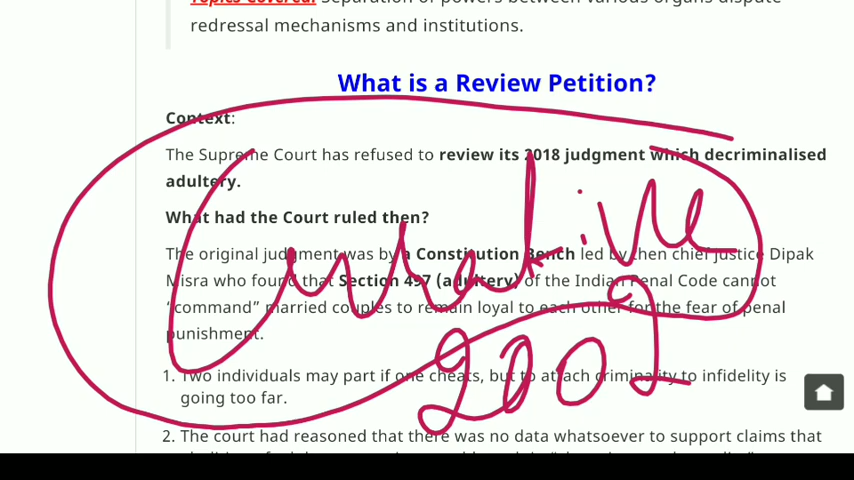 Topics Covered: Separation of powers between various organs dispute
redressal mechanisms and institutions.
What is a Review Petition?
Context:
The Supreme Court has refused to review its 2018 judgment which decriminalised
adultery.
What had the Court ruled then?
The original judgment was by a Constitution Bench led by then chief justice Dipak
Misra who found that Section 497 (adultery) of the Indian Penal Code cannot
“command” married couples to remain loyal to each other for the fear of penal
punishment.
1. Two individuals may part if one cheats, but to attach criminality to infidelity is
going too far.
2. The court had reasoned that there was no data whatsoever to support claims that